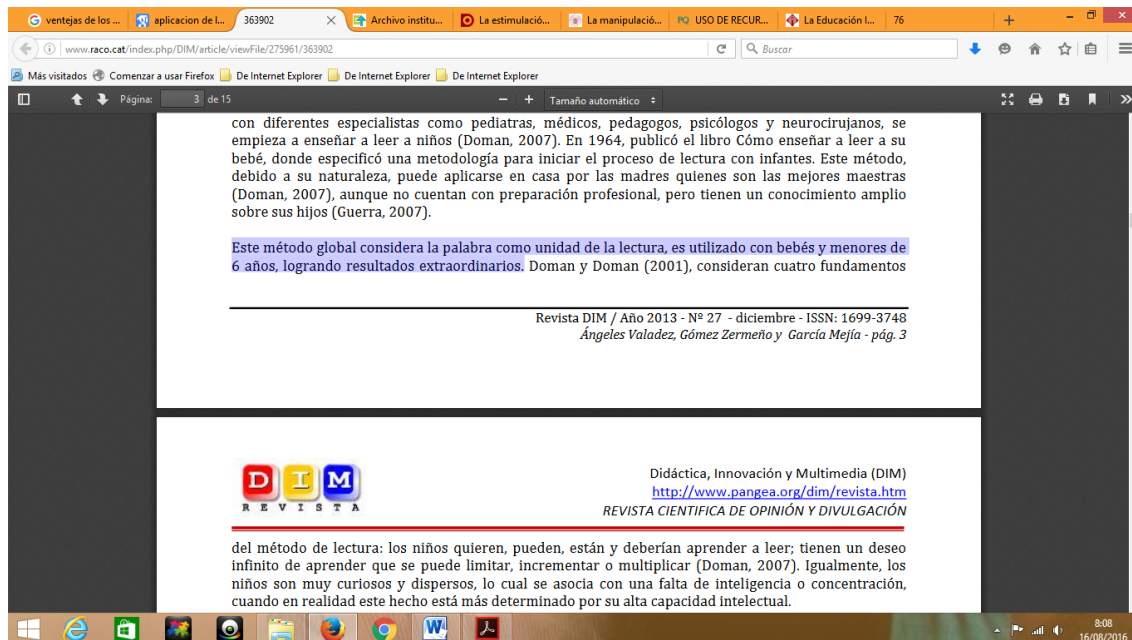 ventejas de los ...
aplicacion de l...
363902
Archivo institu...
La estimulació...
La manipulació...
PQ USO DE RECUR...
La Educación I...
76
www.raco.cat/index.php/DIM/article/viewFile/275961/363902
Buscar
Más visitados
Comenzar a usar Firefox
De Internet Explorer
De Internet Explorer
De Internet Explorer
Página: 3 de 15
Tamaño automático
con diferentes especialistas como pediatras, médicos, pedagogos, psicólogos y neurocirujanos, se
empieza a enseñar a leer a niños (Doman, 2007). En 1964, publicó el libro Cómo enseñar a leer a su
bebé, donde especificó una metodología para iniciar el proceso de lectura con infantes. Este método,
debido a su naturaleza, puede aplicarse en casa por las madres quienes son las mejores maestras
(Doman, 2007), aunque no cuentan con preparación profesional, pero tienen un conocimiento amplio
sobre sus hijos (Guerra, 2007).
Este método global considera la palabra como unidad de la lectura, es utilizado con bebés y menores de
6 años, logrando resultados extraordinarios. Doman y Doman (2001), consideran cuatro fundamentos
Revista DIM / Año 2013 - Nº 27 - diciembre - ISSN: 1699-3748
Ángeles Valadez, Gómez Zermeño y García Mejía - pág. 3
DIM
REVISTA
Didáctica, Innovación y Multimedia (DIM)
http://www.pangea.org/dim/revista.htm
REVISTA CIENTIFICA DE OPINIÓN Y DIVULGACIÓN
del método de lectura: los niños quieren, pueden, están y deberían aprender a leer; tienen un deseo
infinito de aprender que se puede limitar, incrementar o multiplicar (Doman, 2007). Igualmente, los
niños son muy curiosos y dispersos, lo cual se asocia con una falta de inteligencia o concentración,
cuando en realidad este hecho está más determinado por su alta capacidad intelectual.
8:08
16/08/2016